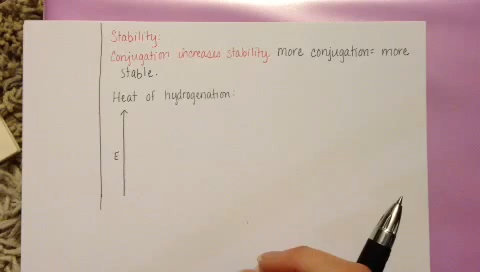 Stability:
Conjugation increases stability more conjugation= more
stable.
Heat of hydrogenation:
E